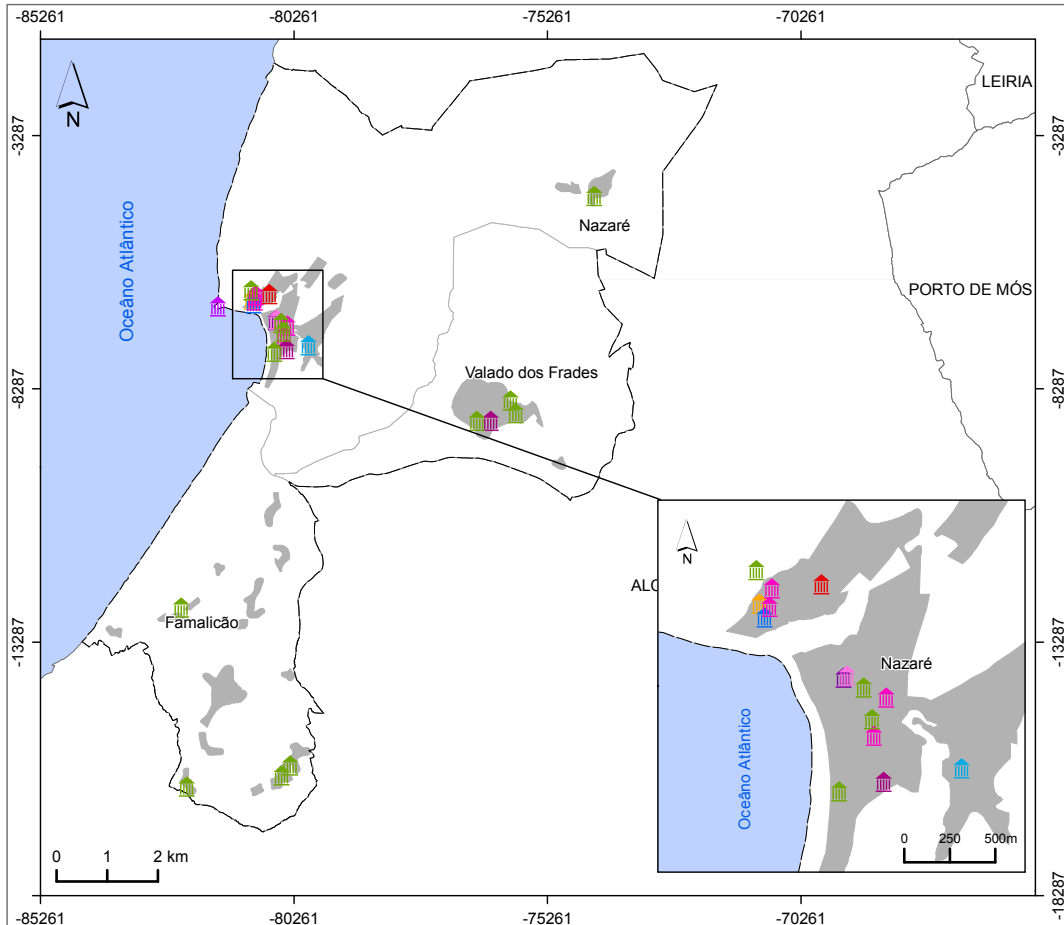 -85261
-80261
-75261
-70261
LEIRIA
N
-3287
-3287
Oceâno Atlântico
Nazaré
PORTO DE MÓS
Valado dos Frades
-8287
-8287
N
ALC
Famalicão
Nazaré
-13287
-13287
Oceâno Atlântico
0 1 2 km
0 250 500m
-18287
-18287
-85261
-80261
-75261
-70261